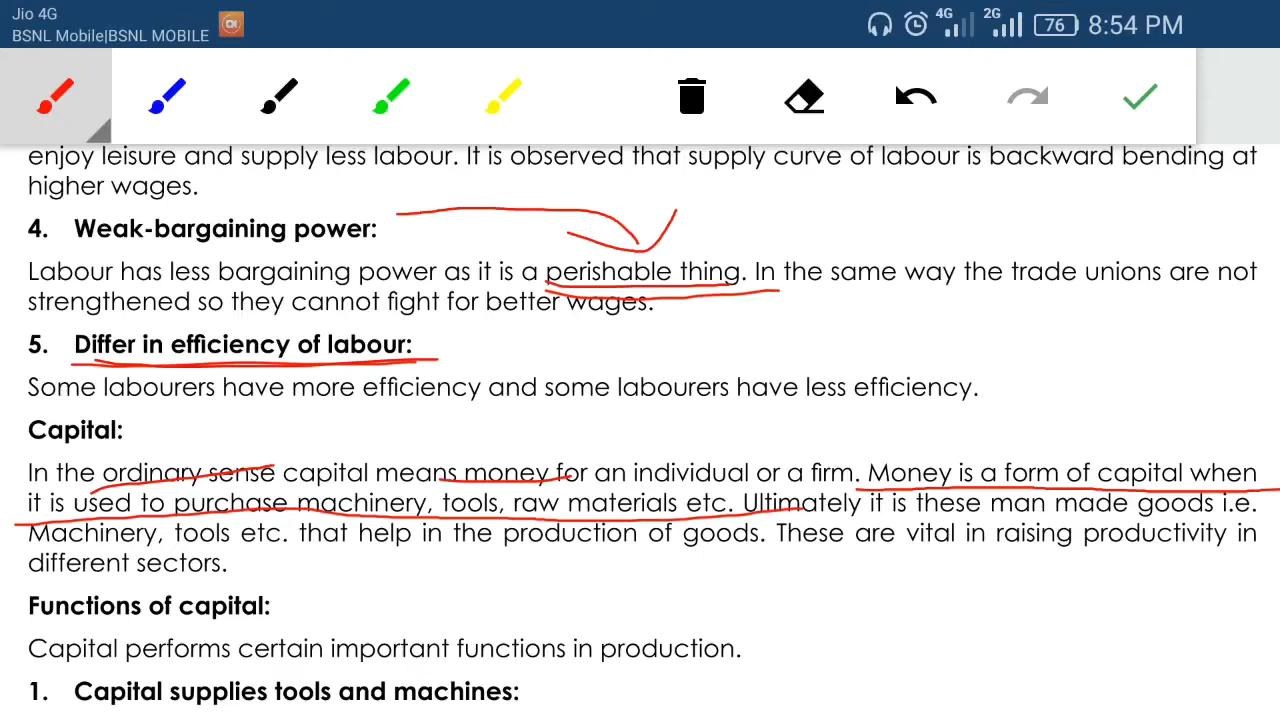 Jio 4G
BSNL Mobile|BSNL MOBILE
4G 2G 76 8:54 PM
enjoy leisure and supply less labour. It is observed that supply curve of labour is backward bending at
higher wages.
4. Weak-bargaining power:
Labour has less bargaining power as it is a perishable thing. In the same way the trade unions are not
strengthened so they cannot fight for better wages.
5. Differ in efficiency of labour:
Some labourers have more efficiency and some labourers have less efficiency.
Capital:
In the ordinary sense capital means money for an individual or a firm. Money is a form of capital when
it is used to purchase machinery, tools, raw materials etc. Ultimately it is these man made goods i.e.
Machinery, tools etc. that help in the production of goods. These are vital in raising productivity in
different sectors.
Functions of capital:
Capital performs certain important functions in production.
1. Capital supplies tools and machines: